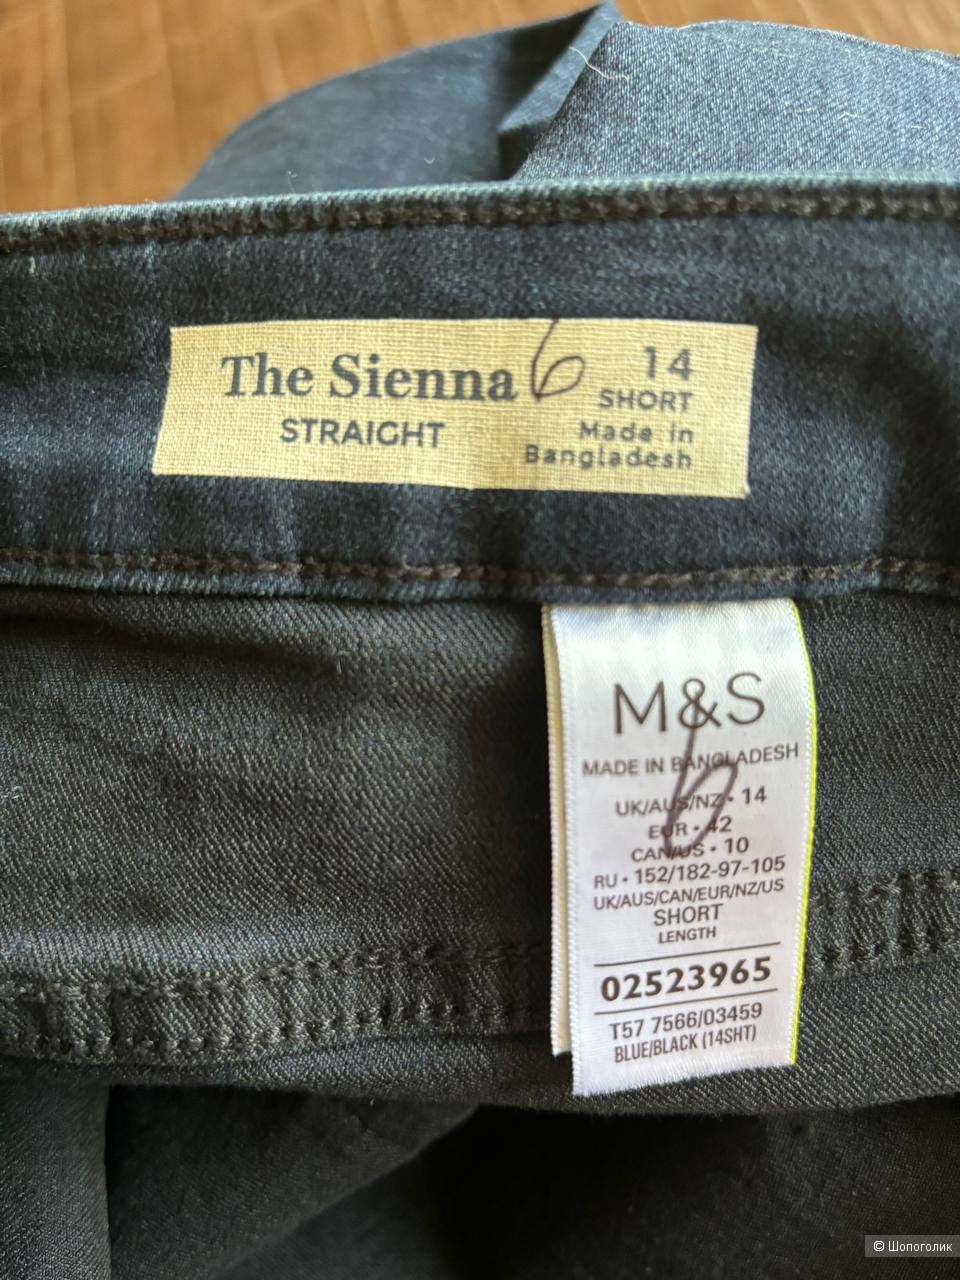 The Sienna 6 14
STRAIGHT SHORT
Made in
Bangladesh
M&S
MADE IN BANGLADESH
UK/AUS/NZ • 14
EUR • 42
CAN/US • 10
RU • 152/182-97-105
UK/AUS/CAN/EUR/NZ/US
SHORT
LENGTH
02523965
T57 7566/03459
BLUE/BLACK (14SHT)
© Шопоголик